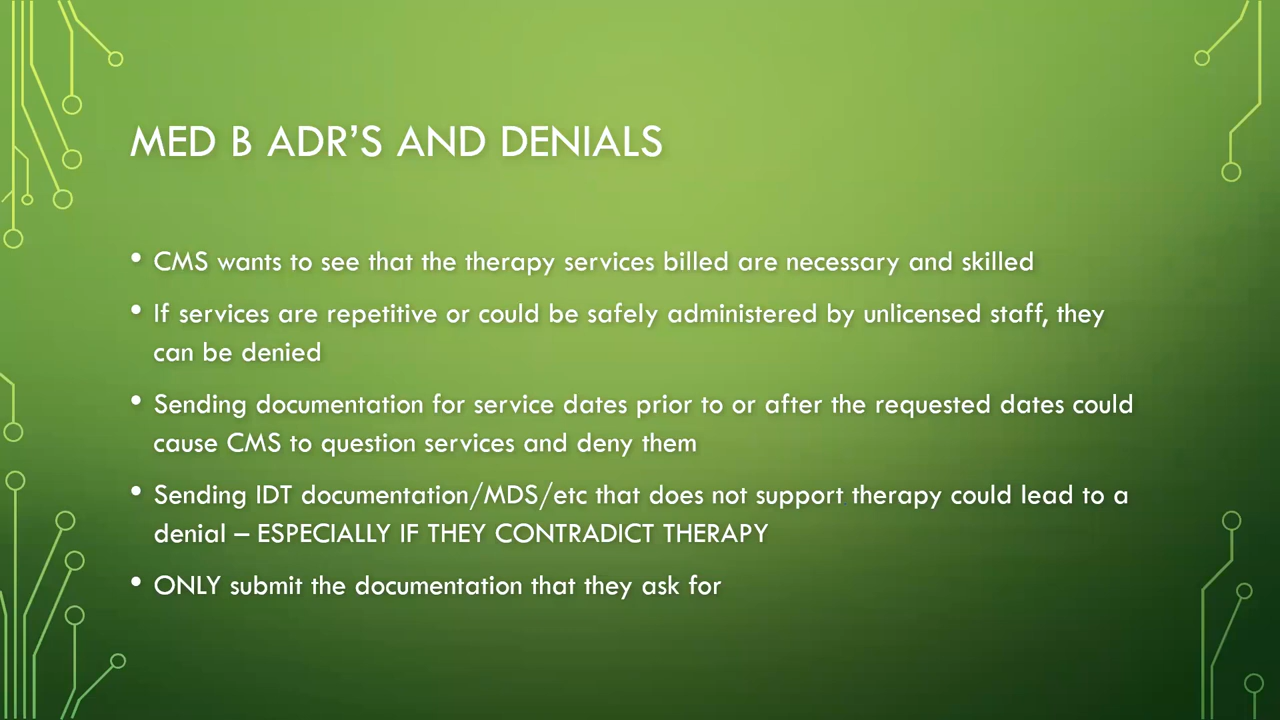 MED B ADR’S AND DENIALS
• CMS wants to see that the therapy services billed are necessary and skilled
• If services are repetitive or could be safely administered by unlicensed staff, they
can be denied
• Sending documentation for service dates prior to or after the requested dates could
cause CMS to question services and deny them
• Sending IDT documentation/MDS/etc that does not support therapy could lead to a
denial – ESPECIALLY IF THEY CONTRADICT THERAPY
• ONLY submit the documentation that they ask for